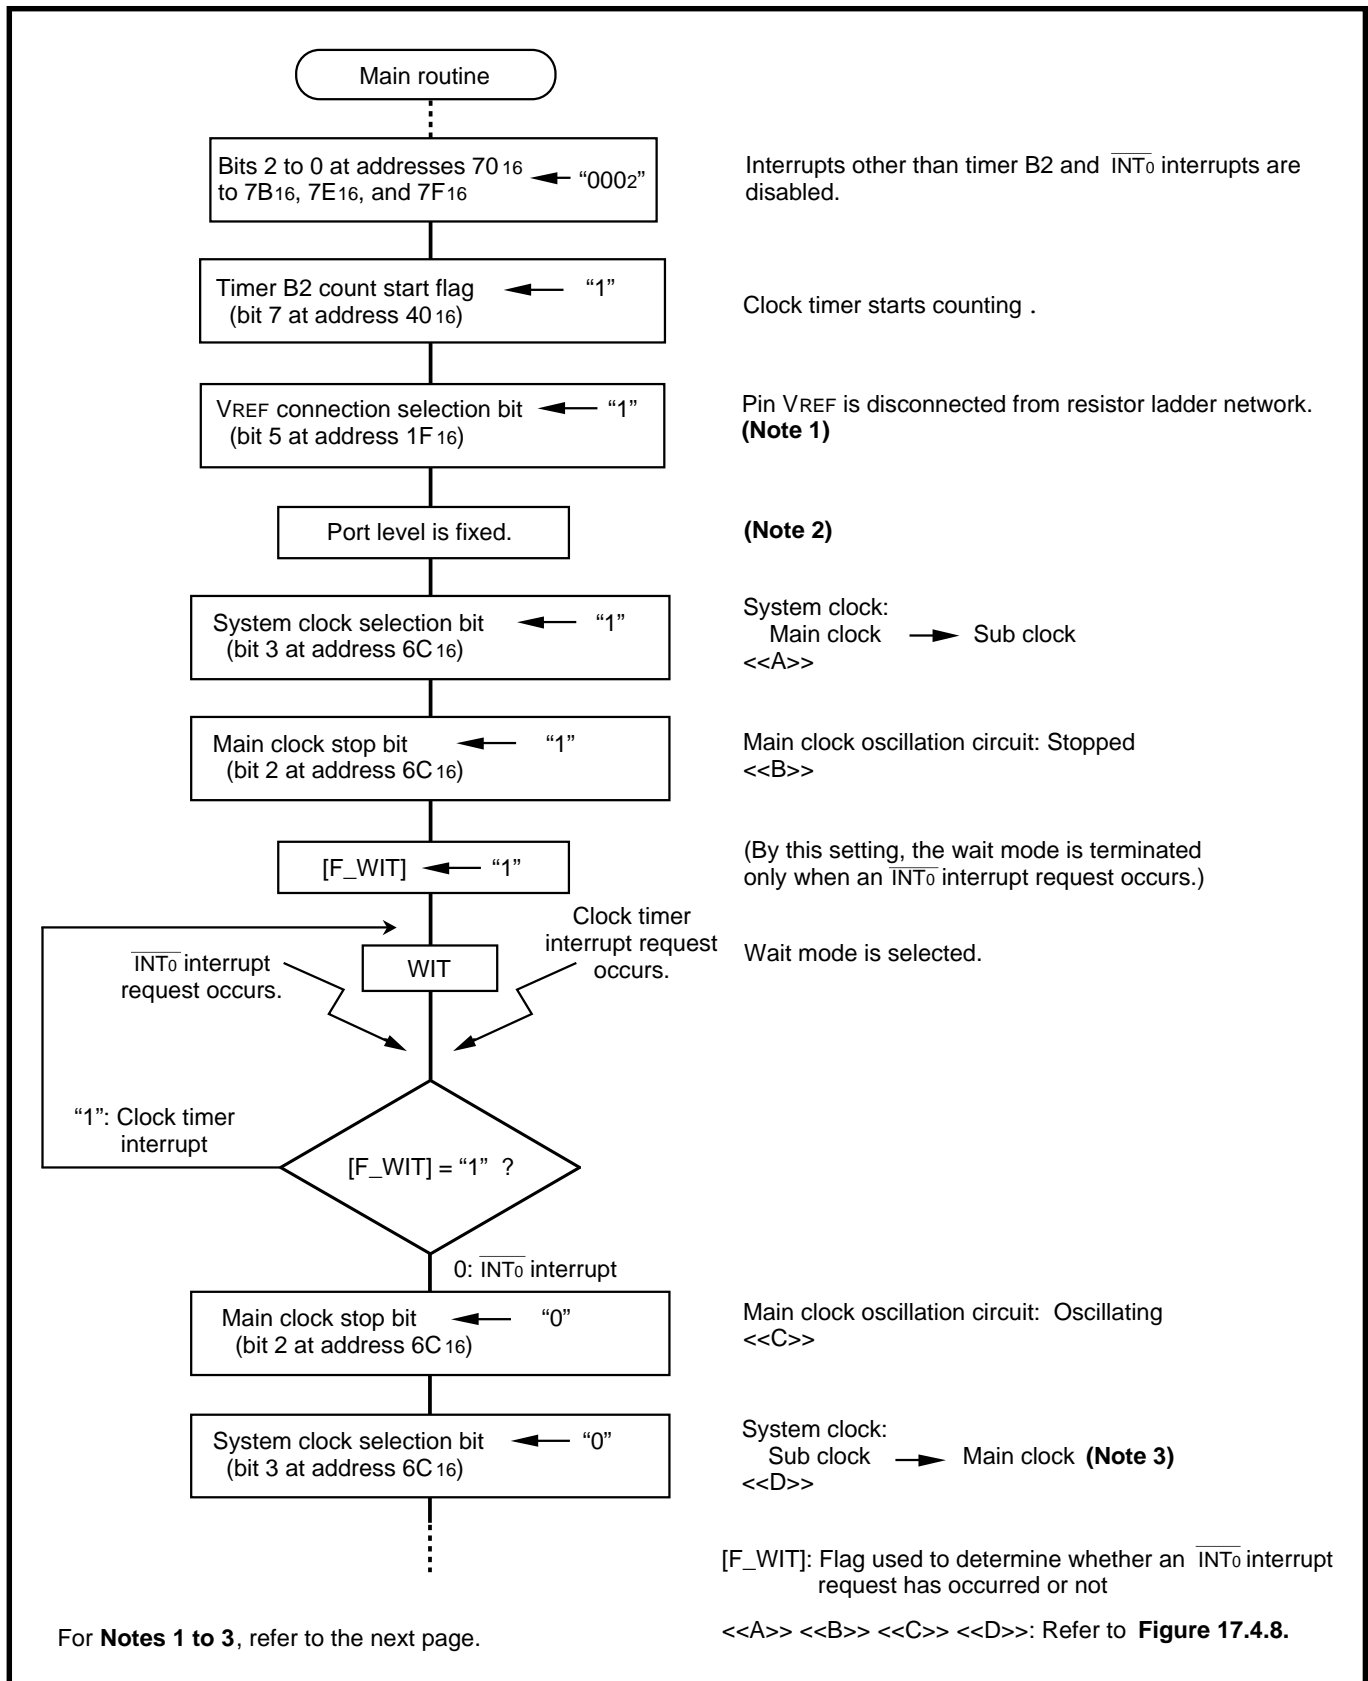 Main routine
Bits 2 to 0 at addresses 7016
to 7B16, 7E16, and 7F16
“0002”
Interrupts other than timer B2 and INT0 interrupts are
disabled.
Timer B2 count start flag
(bit 7 at address 4016)
“1”
Clock timer starts counting .
VREF connection selection bit
(bit 5 at address 1F16)
“1”
Pin VREF is disconnected from resistor ladder network.
(Note 1)
Port level is fixed.
(Note 2)
System clock selection bit
(bit 3 at address 6C16)
“1”
System clock:
Main clock Sub clock
<<A>>
Main clock stop bit
(bit 2 at address 6C16)
“1”
Main clock oscillation circuit: Stopped
<<B>>
[F_WIT] “1”
(By this setting, the wait mode is terminated
only when an INT0 interrupt request occurs.)
Clock timer
interrupt request
occurs.
INT0 interrupt
request occurs.
WIT
Wait mode is selected.
“1”: Clock timer
interrupt
[F_WIT] = “1” ?
0: INT0 interrupt
Main clock stop bit
(bit 2 at address 6C16)
“0”
Main clock oscillation circuit: Oscillating
<<C>>
System clock selection bit
(bit 3 at address 6C16)
“0”
System clock:
Sub clock Main clock (Note 3)
<<D>>
[F_WIT]: Flag used to determine whether an INT0 interrupt
request has occurred or not
For Notes 1 to 3, refer to the next page.
<<A>> <<B>> <<C>> <<D>>: Refer to Figure 17.4.8.